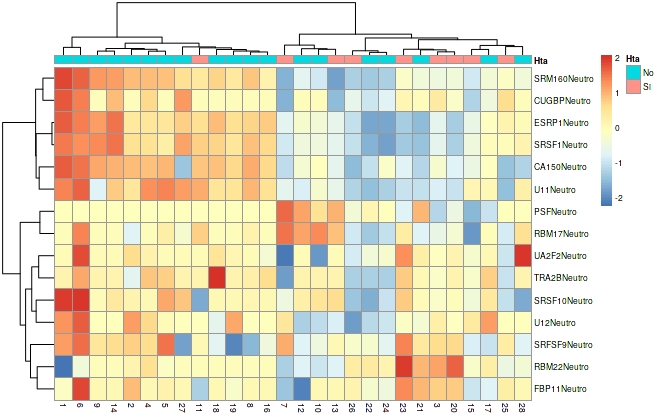 Hta
SRM160Neutro
CUGBPNeutro
ESRP1Neutro
SRSF1Neutro
CA150Neutro
U11Neutro
PSFNeutro
RBM17Neutro
UA2F2Neutro
TRA2BNeutro
SRSF10Neutro
U12Neutro
SRFSF9Neutro
RBM22Neutro
FBP11Neutro
1 6 9 14 2 4 5 27 11 18 19 8 16 7 12 10 13 26 22 24 23 21 3 20 15 17 25 28
2
1
0
-1
-2
Hta
No
SI